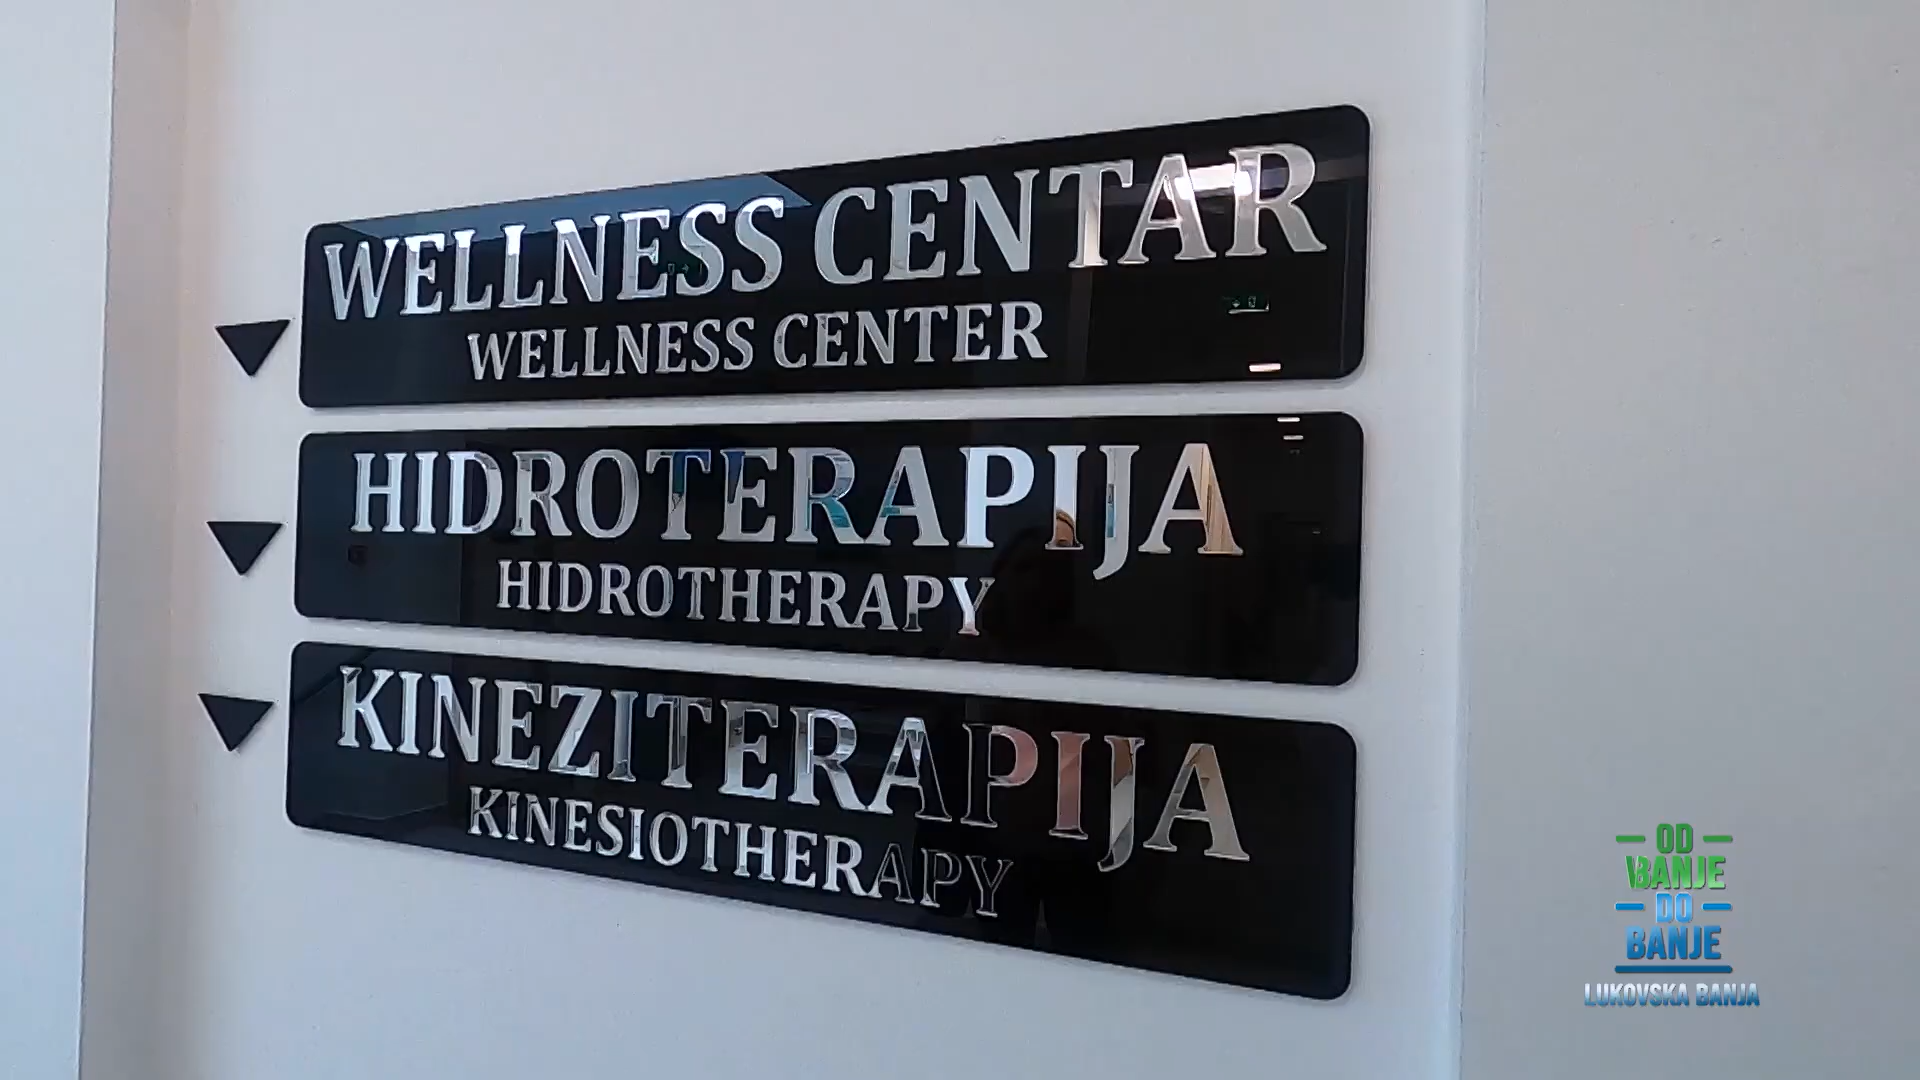 WELLNESS CENTAR
WELLNESS CENTER
HIDROTERAPIJA
HIDROTHERAPY
KINEZITERAPIJA
KINESIOTHERAPY
OD
BANJE
DO
BANJE
LUKOVSKA BANJA